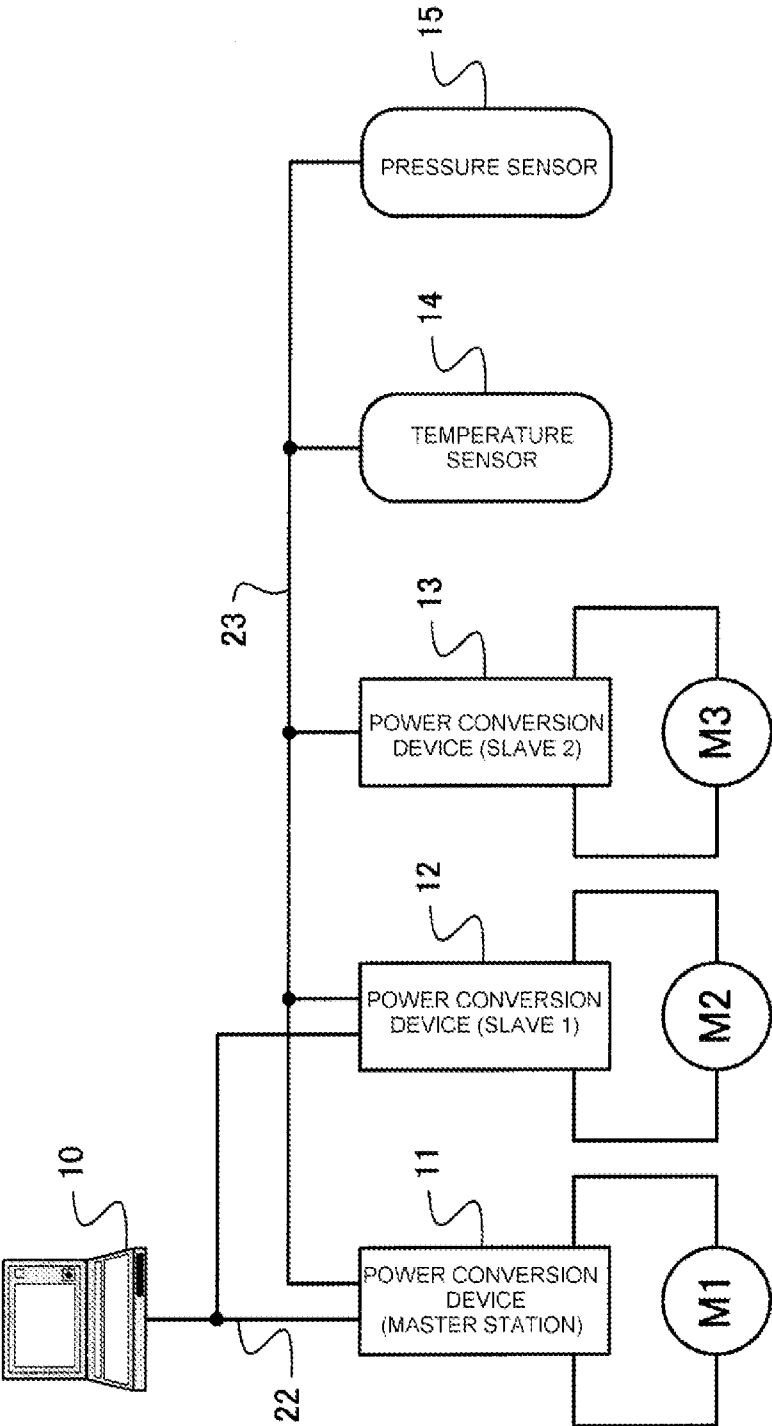 15
PRESSURE SENSOR
14
TEMPERATURE
SENSOR
23
13
POWER CONVERSION
DEVICE (SLAVE 2)
M3
12
POWER CONVERSION
DEVICE (SLAVE 1)
M2
10
11
POWER CONVERSION
DEVICE
(MASTER STATION)
M1
22